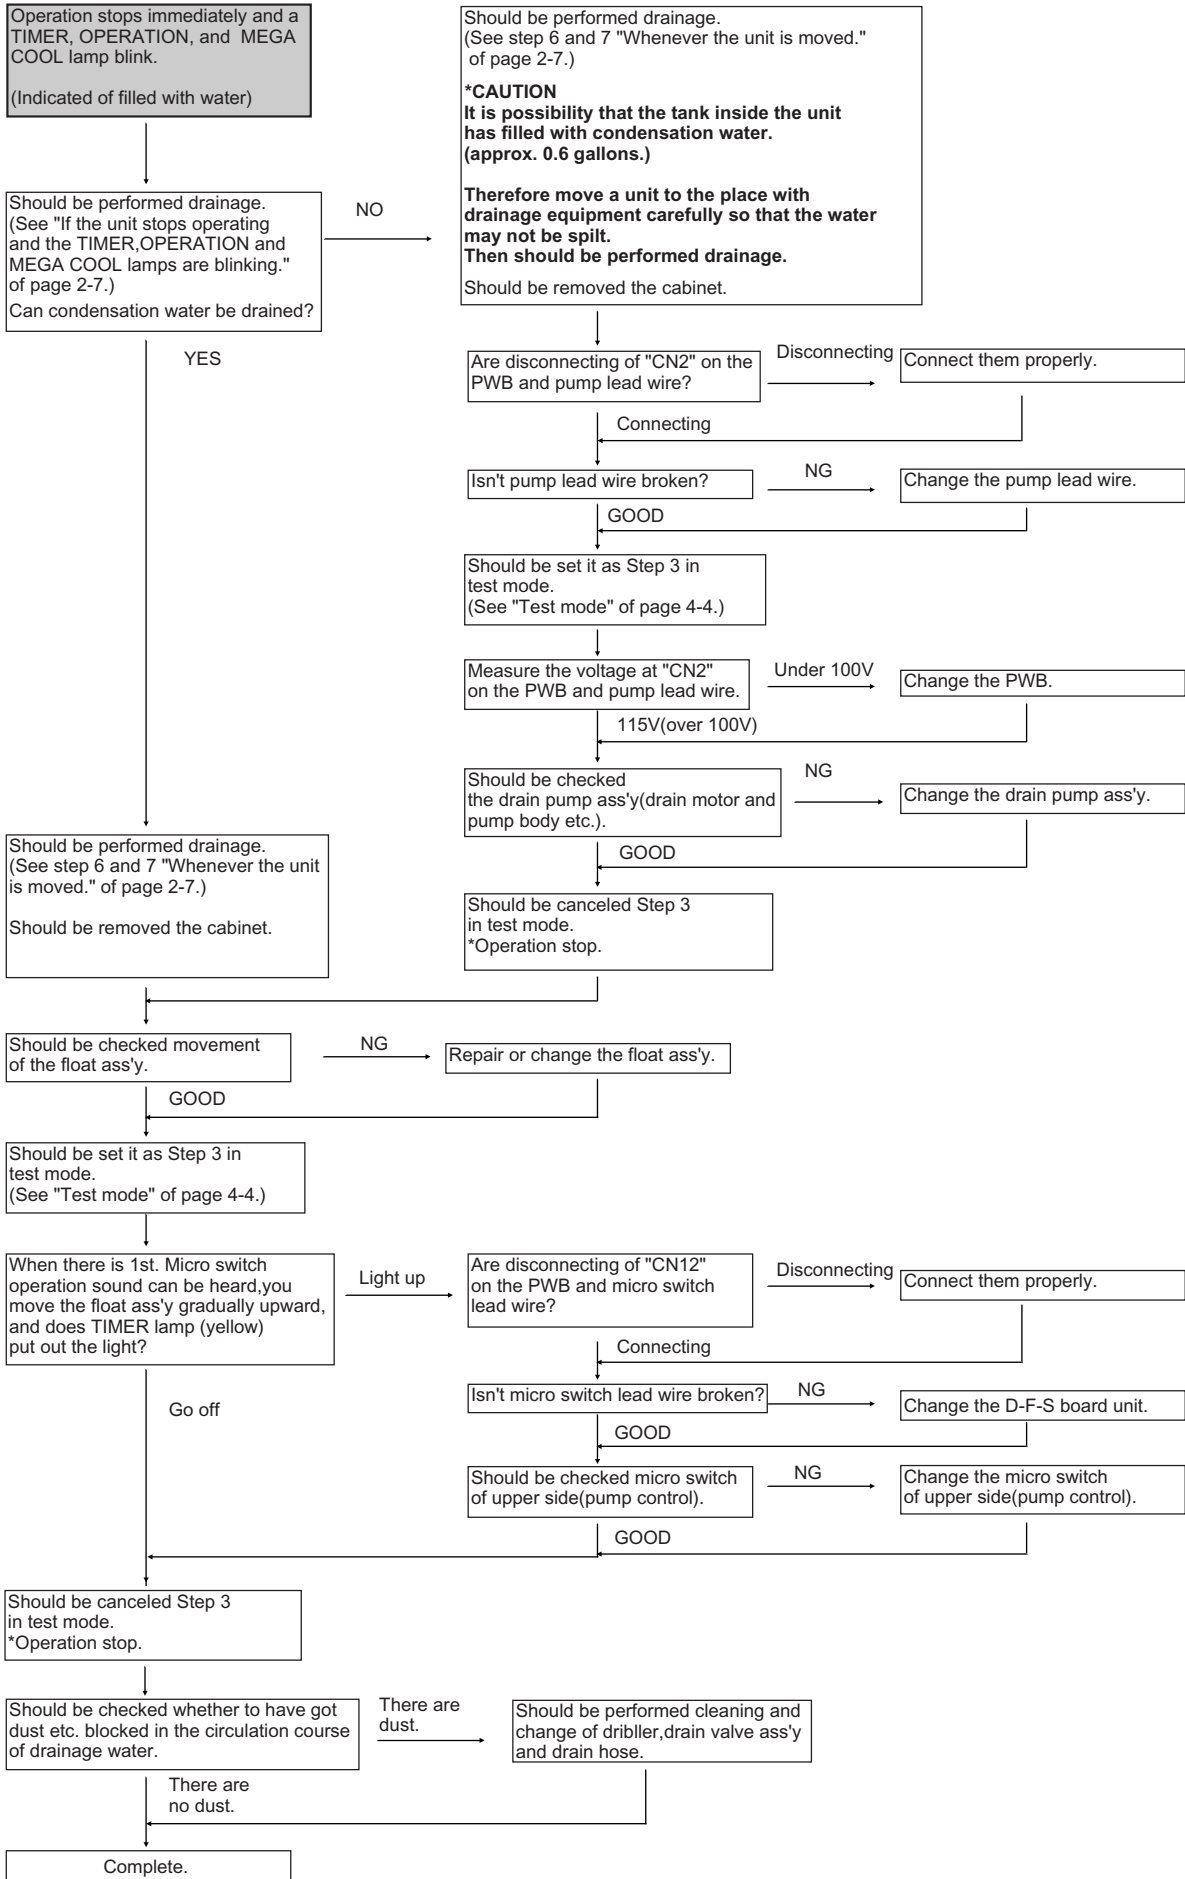 Operation stops immediately and a
TIMER, OPERATION, and MEGA
COOL lamp blink.
(Indicated of filled with water)
Should be performed drainage.
(See step 6 and 7 "Whenever the unit is moved."
of page 2-7.)
*CAUTION
It is possibility that the tank inside the unit
has filled with condensation water.
(approx. 0.6 gallons.)
Therefore move a unit to the place with
drainage equipment carefully so that the water
may not be spilt.
Then should be performed drainage.
Should be removed the cabinet.
Should be performed drainage.
(See "If the unit stops operating
and the TIMER,OPERATION and
MEGA COOL lamps are blinking."
of page 2-7.)
Can condensation water be drained?
NO
YES
Are disconnecting of "CN2" on the
PWB and pump lead wire?
Disconnecting
Connect them properly.
Connecting
Isn't pump lead wire broken?
NG
Change the pump lead wire.
GOOD
Should be set it as Step 3 in
test mode.
(See "Test mode" of page 4-4.)
Measure the voltage at "CN2"
on the PWB and pump lead wire.
Under 100V
Change the PWB.
115V(over 100V)
Should be checked
the drain pump ass'y(drain motor and
pump body etc.).
NG
Change the drain pump ass'y.
GOOD
Should be canceled Step 3
in test mode.
*Operation stop.
Should be performed drainage.
(See step 6 and 7 "Whenever the unit
is moved." of page 2-7.)
Should be removed the cabinet.
Should be checked movement
of the float ass'y.
NG
Repair or change the float ass'y.
GOOD
Should be set it as Step 3 in
test mode.
(See "Test mode" of page 4-4.)
When there is 1st. Micro switch
operation sound can be heard,you
move the float ass'y gradually upward,
and does TIMER lamp (yellow)
put out the light?
Light up
Are disconnecting of "CN12"
on the PWB and micro switch
lead wire?
Disconnecting
Connect them properly.
Connecting
Go off
Isn't micro switch lead wire broken?
NG
Change the D-F-S board unit.
GOOD
Should be checked micro switch
of upper side(pump control).
NG
Change the micro switch
of upper side(pump control).
GOOD
Should be canceled Step 3
in test mode.
*Operation stop.
Should be checked whether to have got
dust etc. blocked in the circulation course
of drainage water.
There are
dust.
Should be performed cleaning and
change of dribller,drain valve ass'y
and drain hose.
There are
no dust.
Complete.